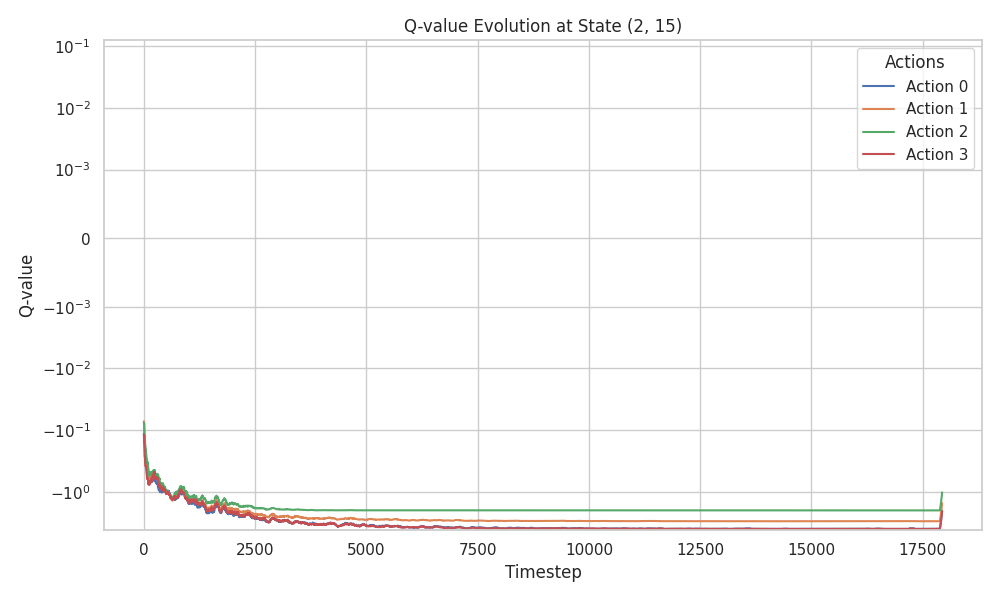 Q-value Evolution at State (2, 15)
Q-value
10⁻¹
10⁻²
10⁻³
0
−10⁻³
−10⁻²
−10⁻¹
−10⁰
Actions
Action 0
Action 1
Action 2
Action 3
0 2500 5000 7500 10000 12500 15000 17500
Timestep